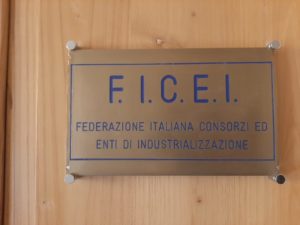 F. I. C. E. I.
FEDERAZIONE ITALIANA CONSORZI ED
ENTI DI INDUSTRIALIZZAZIONE